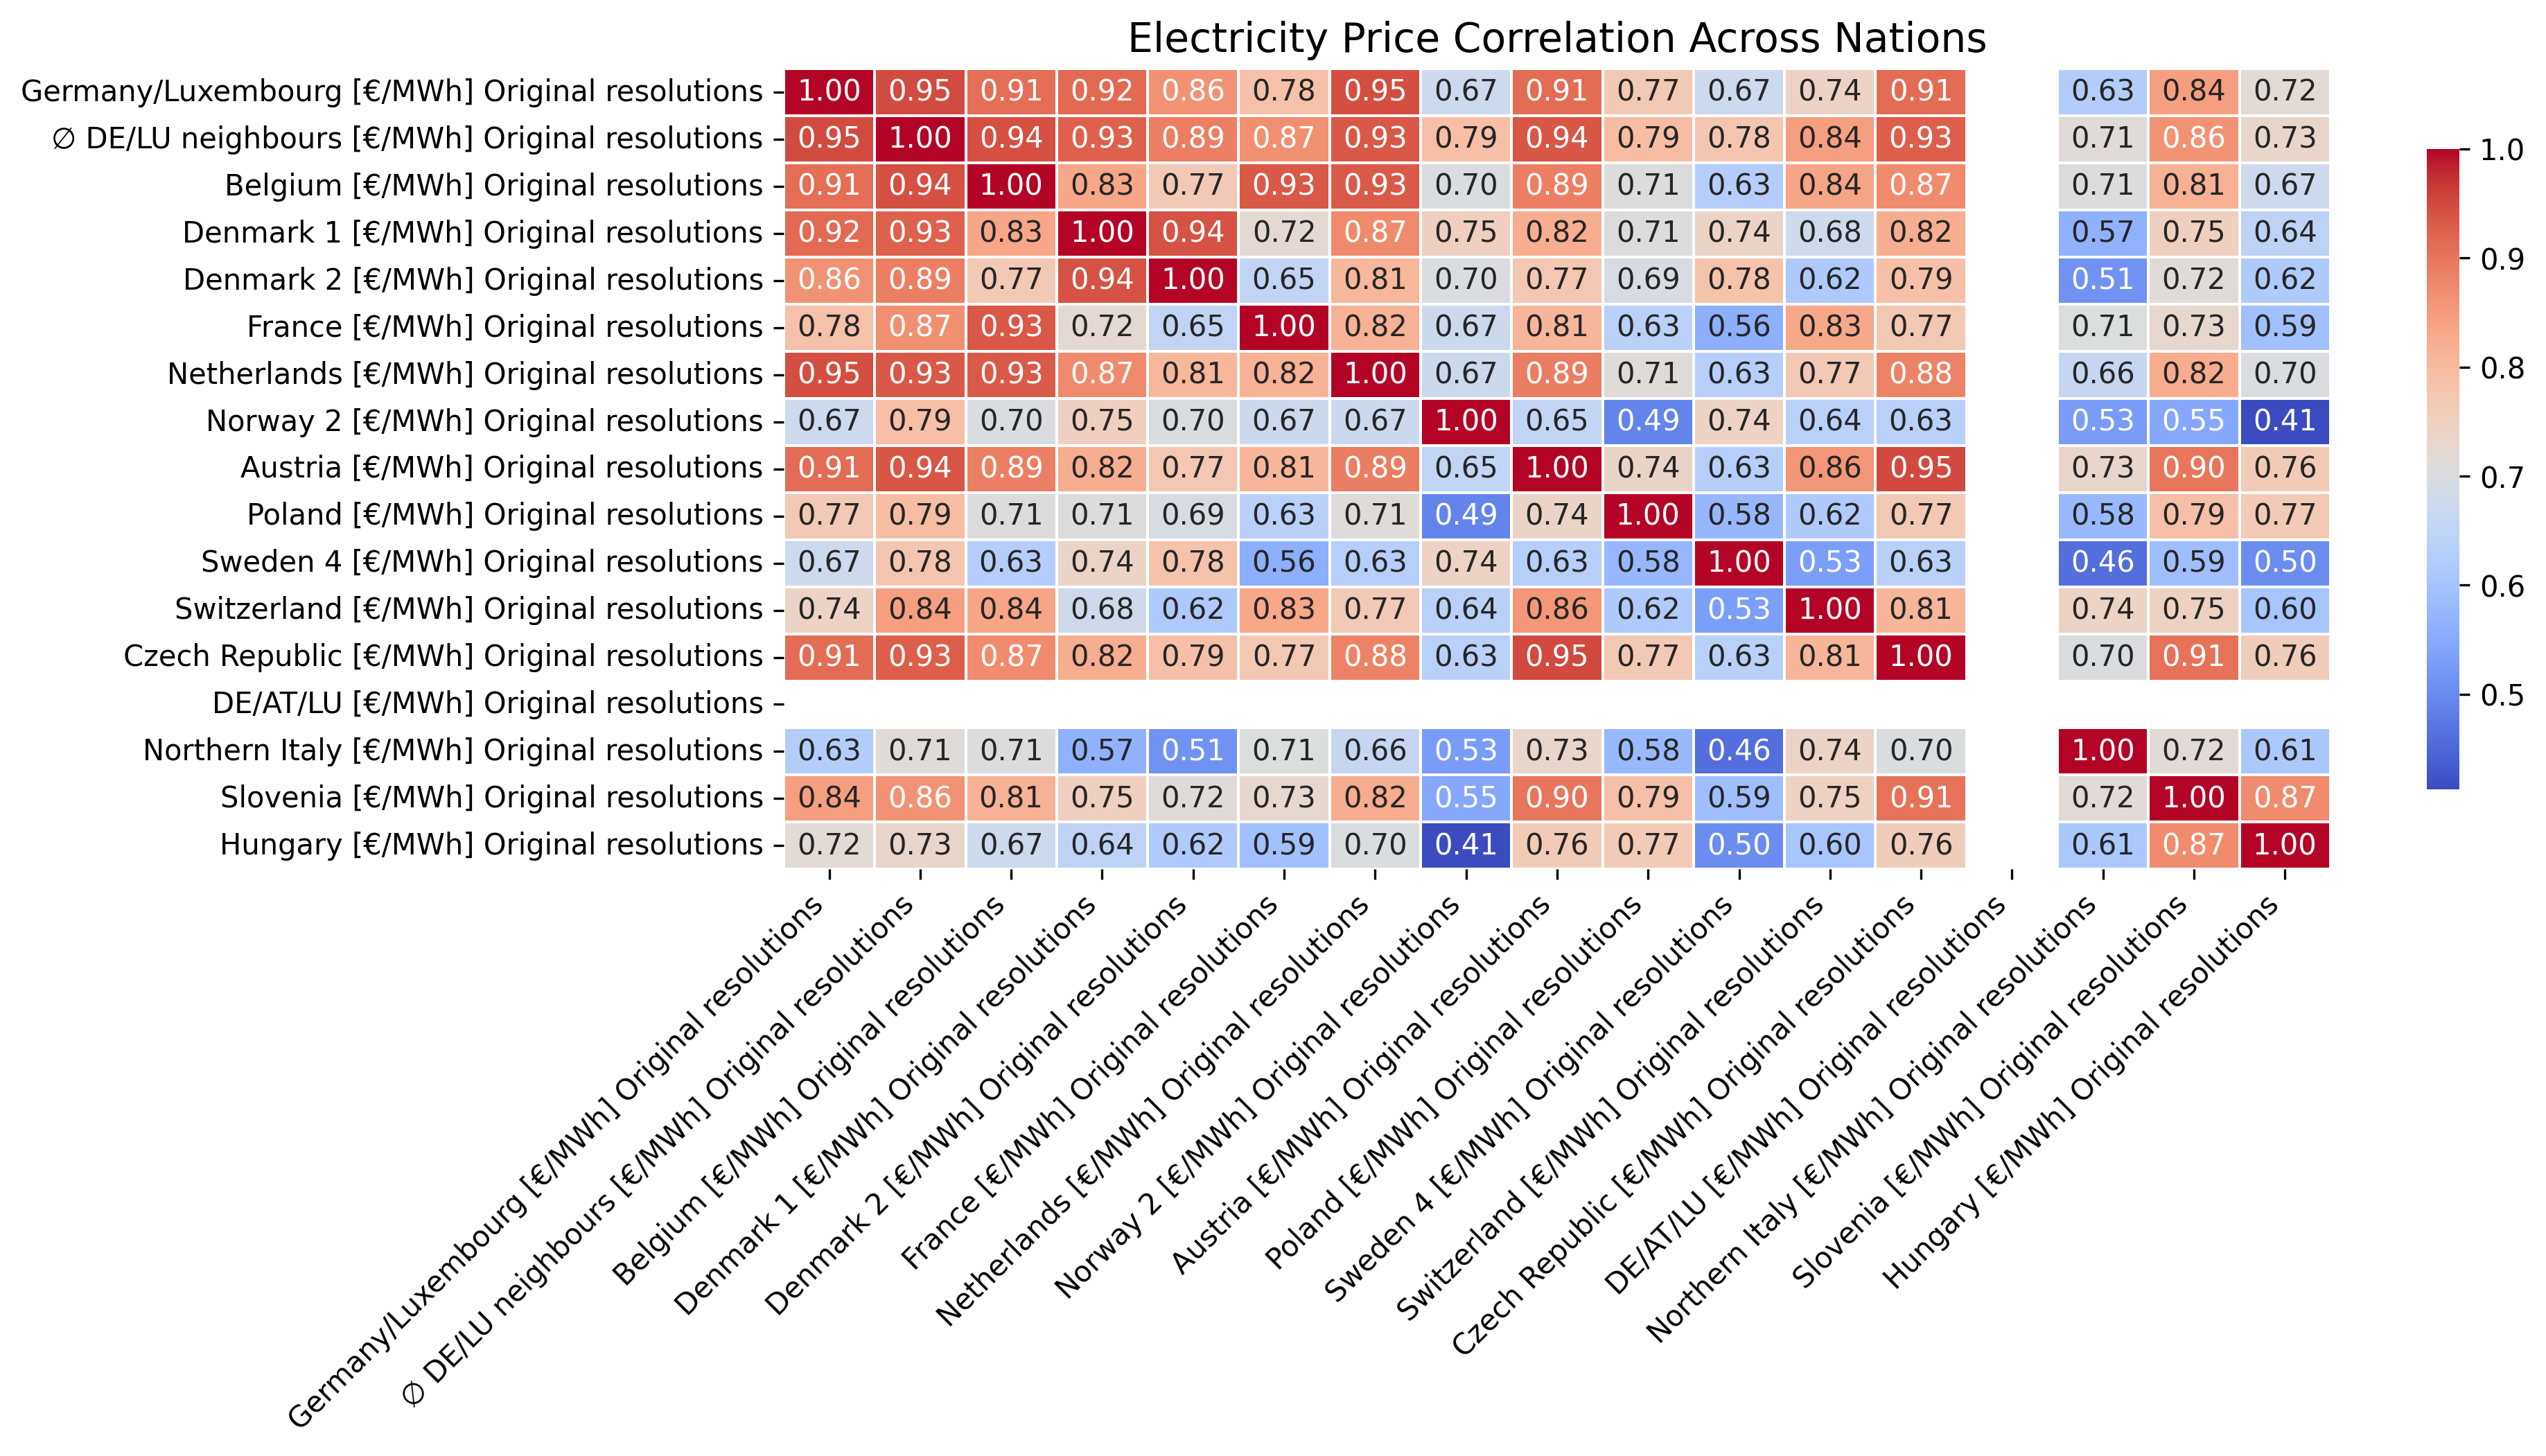 Electricity Price Correlation Across Nations
Germany/Luxembourg [€/MWh] Original resolutions 1.00 0.95 0.91 0.92 0.86 0.78 0.95 0.67 0.91 0.77 0.67 0.74 0.91 0.63 0.84 0.72
∅ DE/LU neighbours [€/MWh] Original resolutions 0.95 1.00 0.94 0.93 0.89 0.87 0.93 0.79 0.94 0.79 0.78 0.84 0.93 0.71 0.86 0.73
Belgium [€/MWh] Original resolutions 0.91 0.94 1.00 0.83 0.77 0.93 0.93 0.70 0.89 0.71 0.63 0.84 0.87 0.71 0.81 0.67
Denmark 1 [€/MWh] Original resolutions 0.92 0.93 0.83 1.00 0.94 0.72 0.87 0.75 0.82 0.71 0.74 0.68 0.82 0.57 0.75 0.64
Denmark 2 [€/MWh] Original resolutions 0.86 0.89 0.77 0.94 1.00 0.65 0.81 0.70 0.77 0.69 0.78 0.62 0.79 0.51 0.72 0.62
France [€/MWh] Original resolutions 0.78 0.87 0.93 0.72 0.65 1.00 0.82 0.67 0.81 0.63 0.56 0.83 0.77 0.71 0.73 0.59
Netherlands [€/MWh] Original resolutions 0.95 0.93 0.93 0.87 0.81 0.82 1.00 0.67 0.89 0.71 0.63 0.77 0.88 0.66 0.82 0.70
Norway 2 [€/MWh] Original resolutions 0.67 0.79 0.70 0.75 0.70 0.67 0.67 1.00 0.65 0.49 0.74 0.64 0.63 0.53 0.55 0.41
Austria [€/MWh] Original resolutions 0.91 0.94 0.89 0.82 0.77 0.81 0.89 0.65 1.00 0.74 0.63 0.86 0.95 0.73 0.90 0.76
Poland [€/MWh] Original resolutions 0.77 0.79 0.71 0.71 0.69 0.63 0.71 0.49 0.74 1.00 0.58 0.62 0.77 0.58 0.79 0.77
Sweden 4 [€/MWh] Original resolutions 0.67 0.78 0.63 0.74 0.78 0.56 0.63 0.74 0.63 0.58 1.00 0.53 0.63 0.46 0.59 0.50
Switzerland [€/MWh] Original resolutions 0.74 0.84 0.84 0.68 0.62 0.83 0.77 0.64 0.86 0.62 0.53 1.00 0.81 0.74 0.75 0.60
Czech Republic [€/MWh] Original resolutions 0.91 0.93 0.87 0.82 0.79 0.77 0.88 0.63 0.95 0.77 0.63 0.81 1.00 0.70 0.91 0.76
DE/AT/LU [€/MWh] Original resolutions
Northern Italy [€/MWh] Original resolutions 0.63 0.71 0.71 0.57 0.51 0.71 0.66 0.53 0.73 0.58 0.46 0.74 0.70 1.00 0.72 0.61
Slovenia [€/MWh] Original resolutions 0.84 0.86 0.81 0.75 0.72 0.73 0.82 0.55 0.90 0.79 0.59 0.75 0.91 0.72 1.00 0.87
Hungary [€/MWh] Original resolutions 0.72 0.73 0.67 0.64 0.62 0.59 0.70 0.41 0.76 0.77 0.50 0.60 0.76 0.61 0.87 1.00
Germany/Luxembourg [€/MWh] Original resolutions
∅ DE/LU neighbours [€/MWh] Original resolutions
Belgium [€/MWh] Original resolutions
Denmark 1 [€/MWh] Original resolutions
Denmark 2 [€/MWh] Original resolutions
France [€/MWh] Original resolutions
Netherlands [€/MWh] Original resolutions
Norway 2 [€/MWh] Original resolutions
Austria [€/MWh] Original resolutions
Poland [€/MWh] Original resolutions
Sweden 4 [€/MWh] Original resolutions
Switzerland [€/MWh] Original resolutions
Czech Republic [€/MWh] Original resolutions
DE/AT/LU [€/MWh] Original resolutions
Northern Italy [€/MWh] Original resolutions
Slovenia [€/MWh] Original resolutions
Hungary [€/MWh] Original resolutions
1.0
0.9
0.8
0.7
0.6
0.5